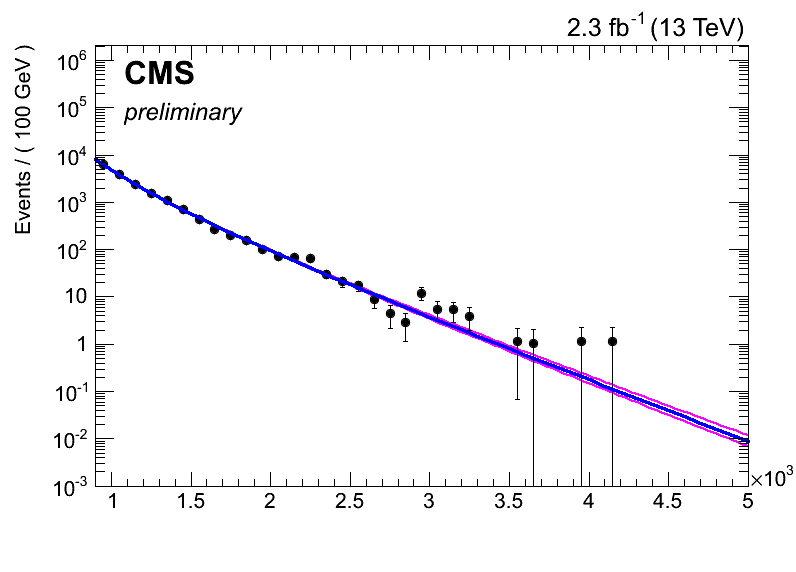 2.3 fb⁻¹ (13 TeV)
CMS
preliminary
Events / ( 100 GeV )
10⁶
10⁵
10⁴
10³
10²
10
1
10⁻¹
10⁻²
10⁻³
1 1.5 2 2.5 3 3.5 4 4.5 5
×10³